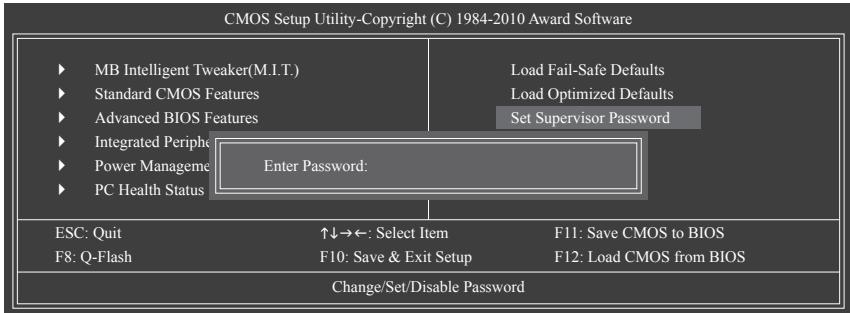 CMOS Setup Utility-Copyright (C) 1984-2010 Award Software
MB Intelligent Tweaker(M.I.T.)
Standard CMOS Features
Advanced BIOS Features
Integrated Periphe
Power Manageme
PC Health Status
Load Fail-Safe Defaults
Load Optimized Defaults
Set Supervisor Password
Enter Password:
ESC: Quit ↑↓→←: Select Item F11: Save CMOS to BIOS
F8: Q-Flash F10: Save & Exit Setup F12: Load CMOS from BIOS
Change/Set/Disable Password